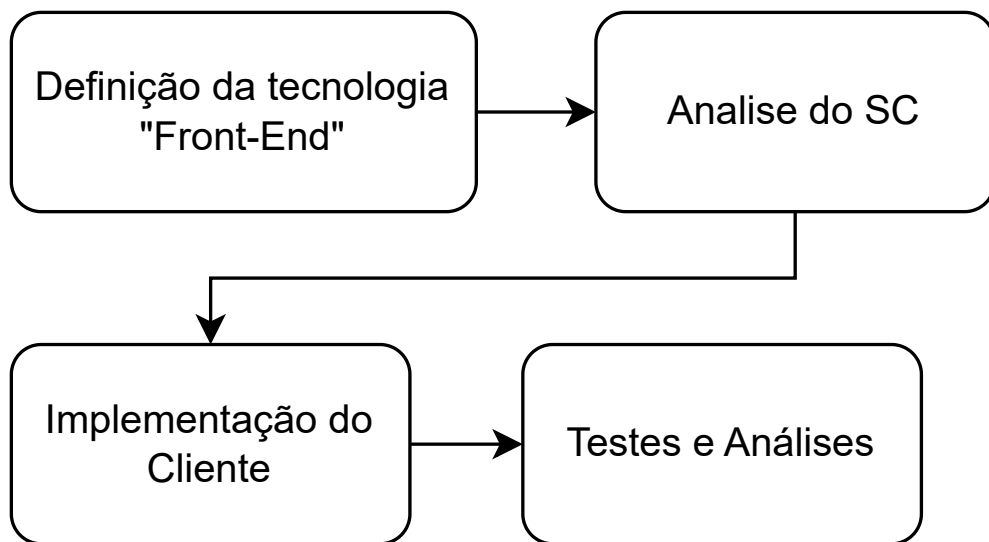 Definição da tecnologia
"Front-End"
Analise do SC
Implementação do
Cliente
Testes e Análises